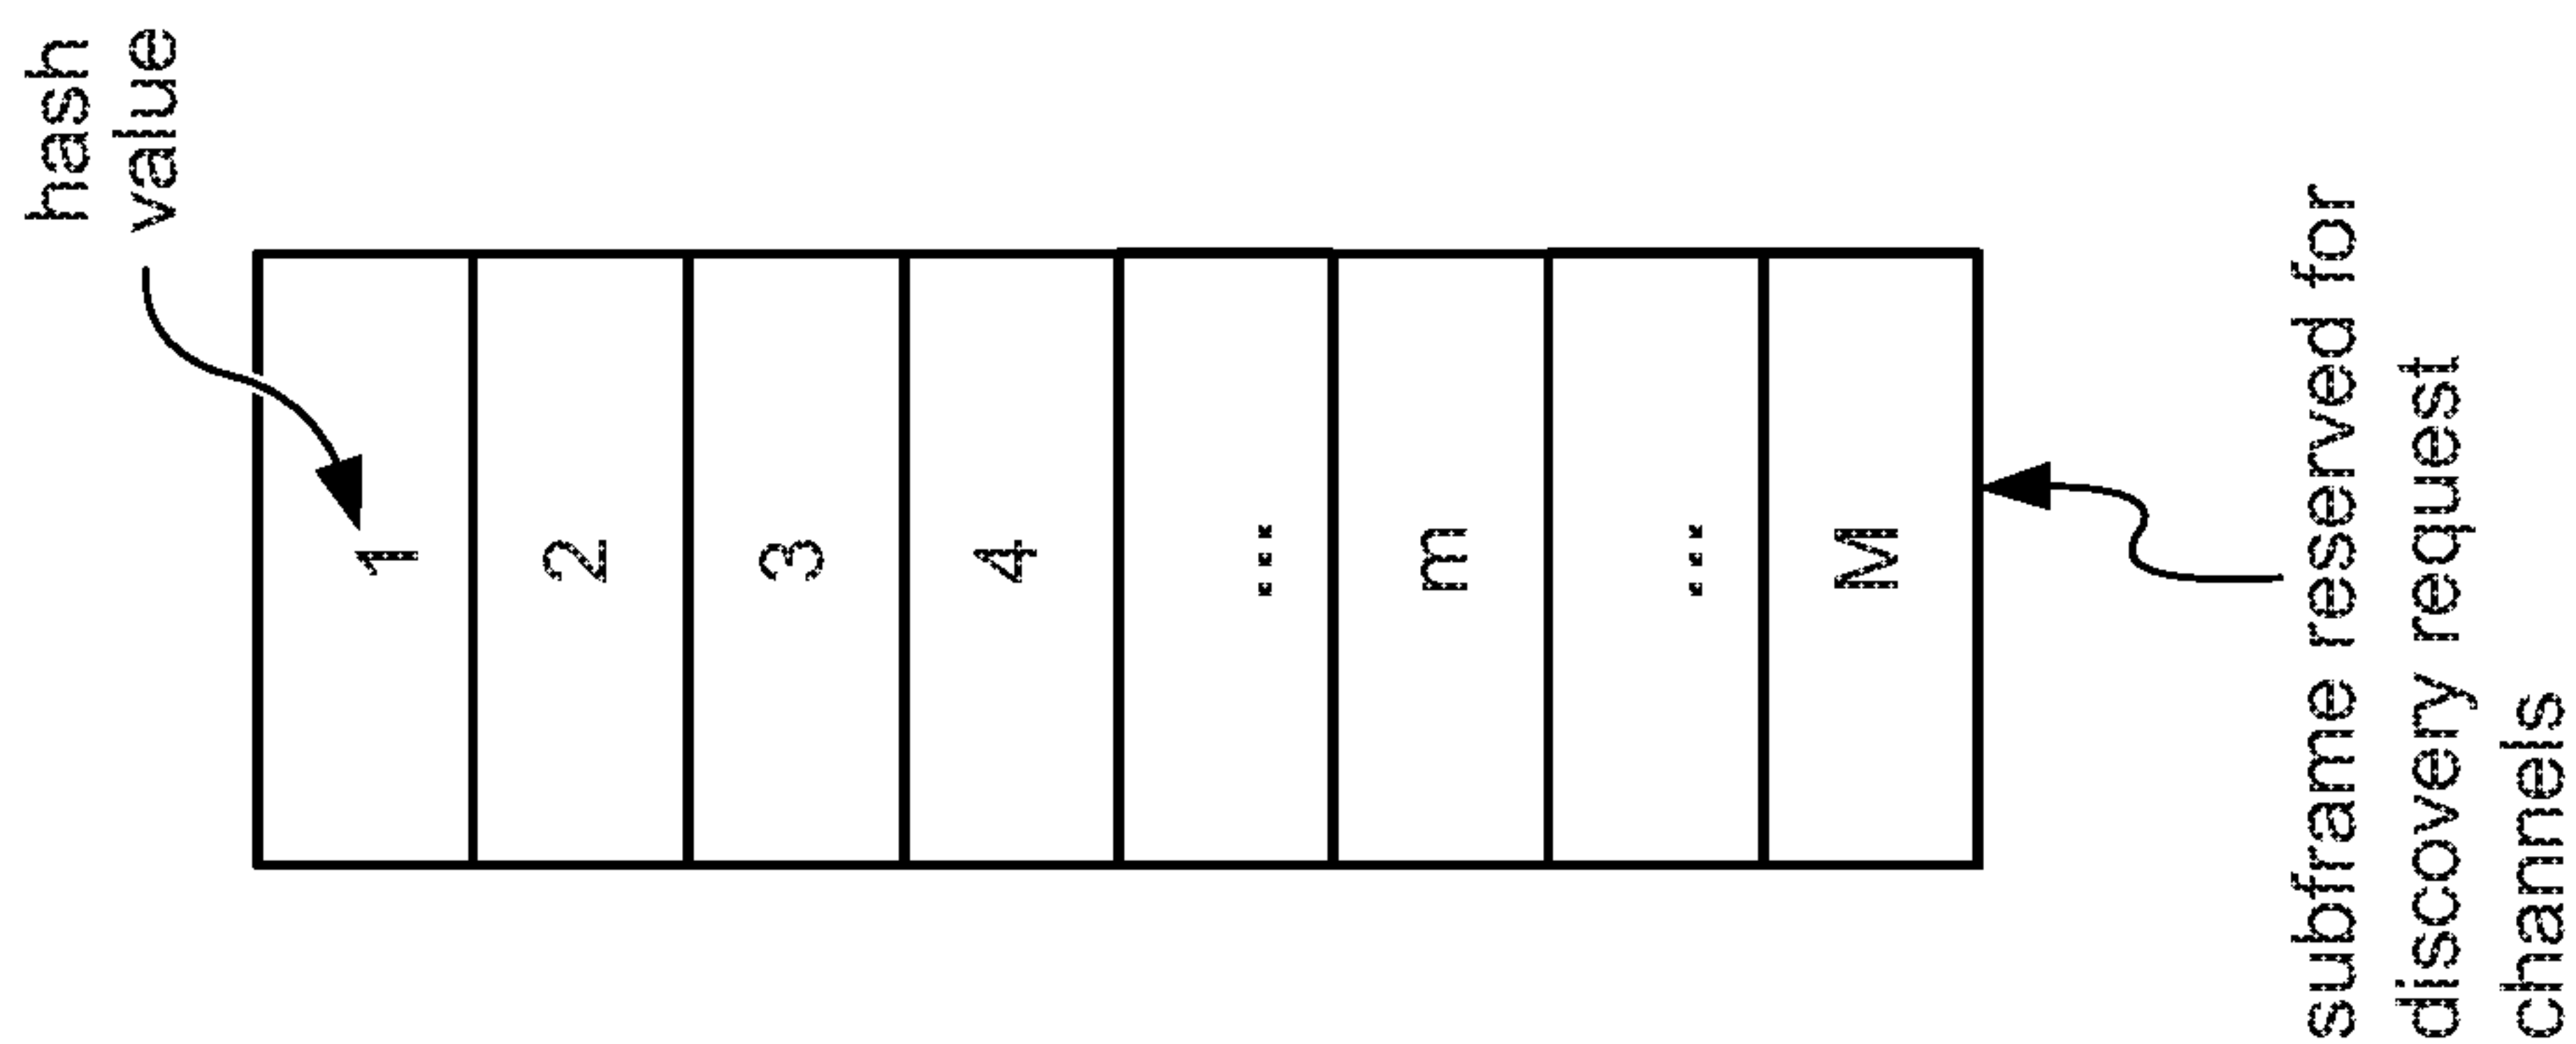 hash
value
1
2
3
4
...
m
...
M
subframe reserved for
discovery request
channels